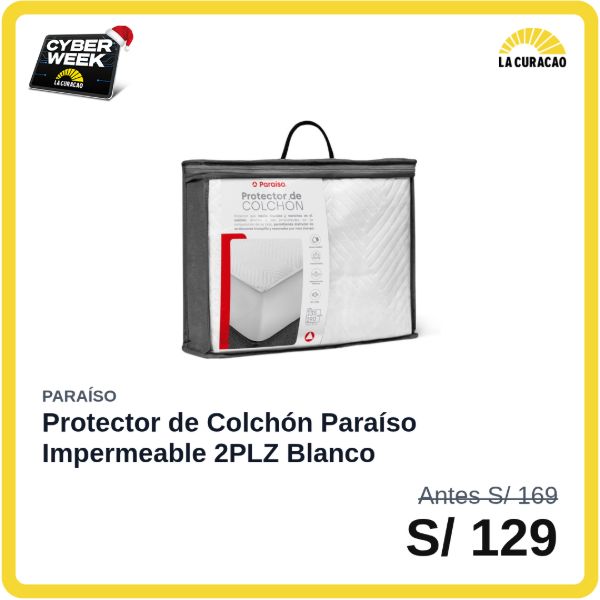 CYBER
WEEK
LA CURACAO
LA CURACAO
Paraíso
Protector de
COLCHÓN
PARAÍSO
Protector de Colchón Paraíso
Impermeable 2PLZ Blanco
Antes S/ 169
S/ 129